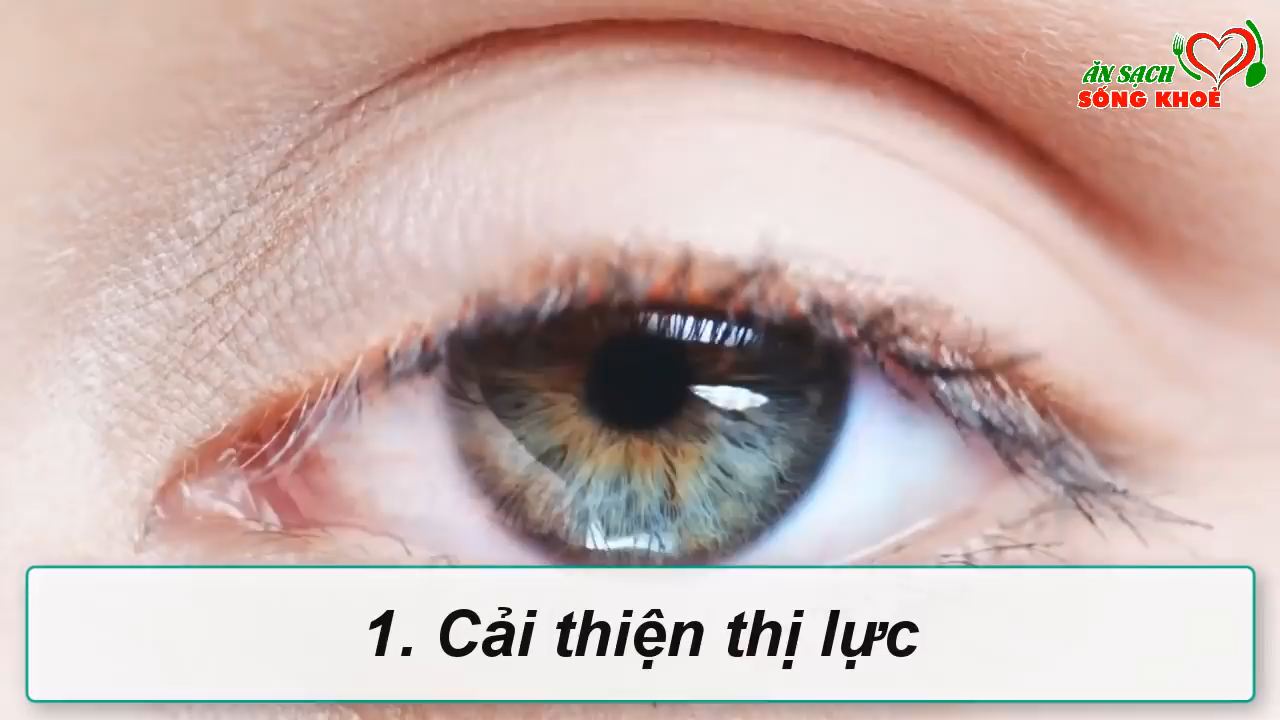 ĂN SẠCH
SỐNG KHOẺ
1. Cải thiện thị lực